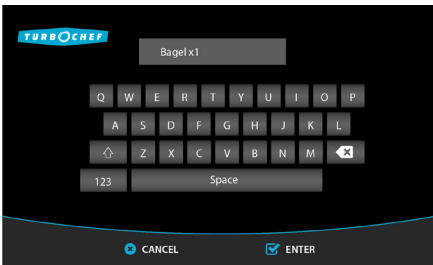 TURBOCHEF
Bagel x1
Q W E R T Y U I O P
A S D F G H J K L
Z X C V B N M
123 Space
CANCEL ENTER